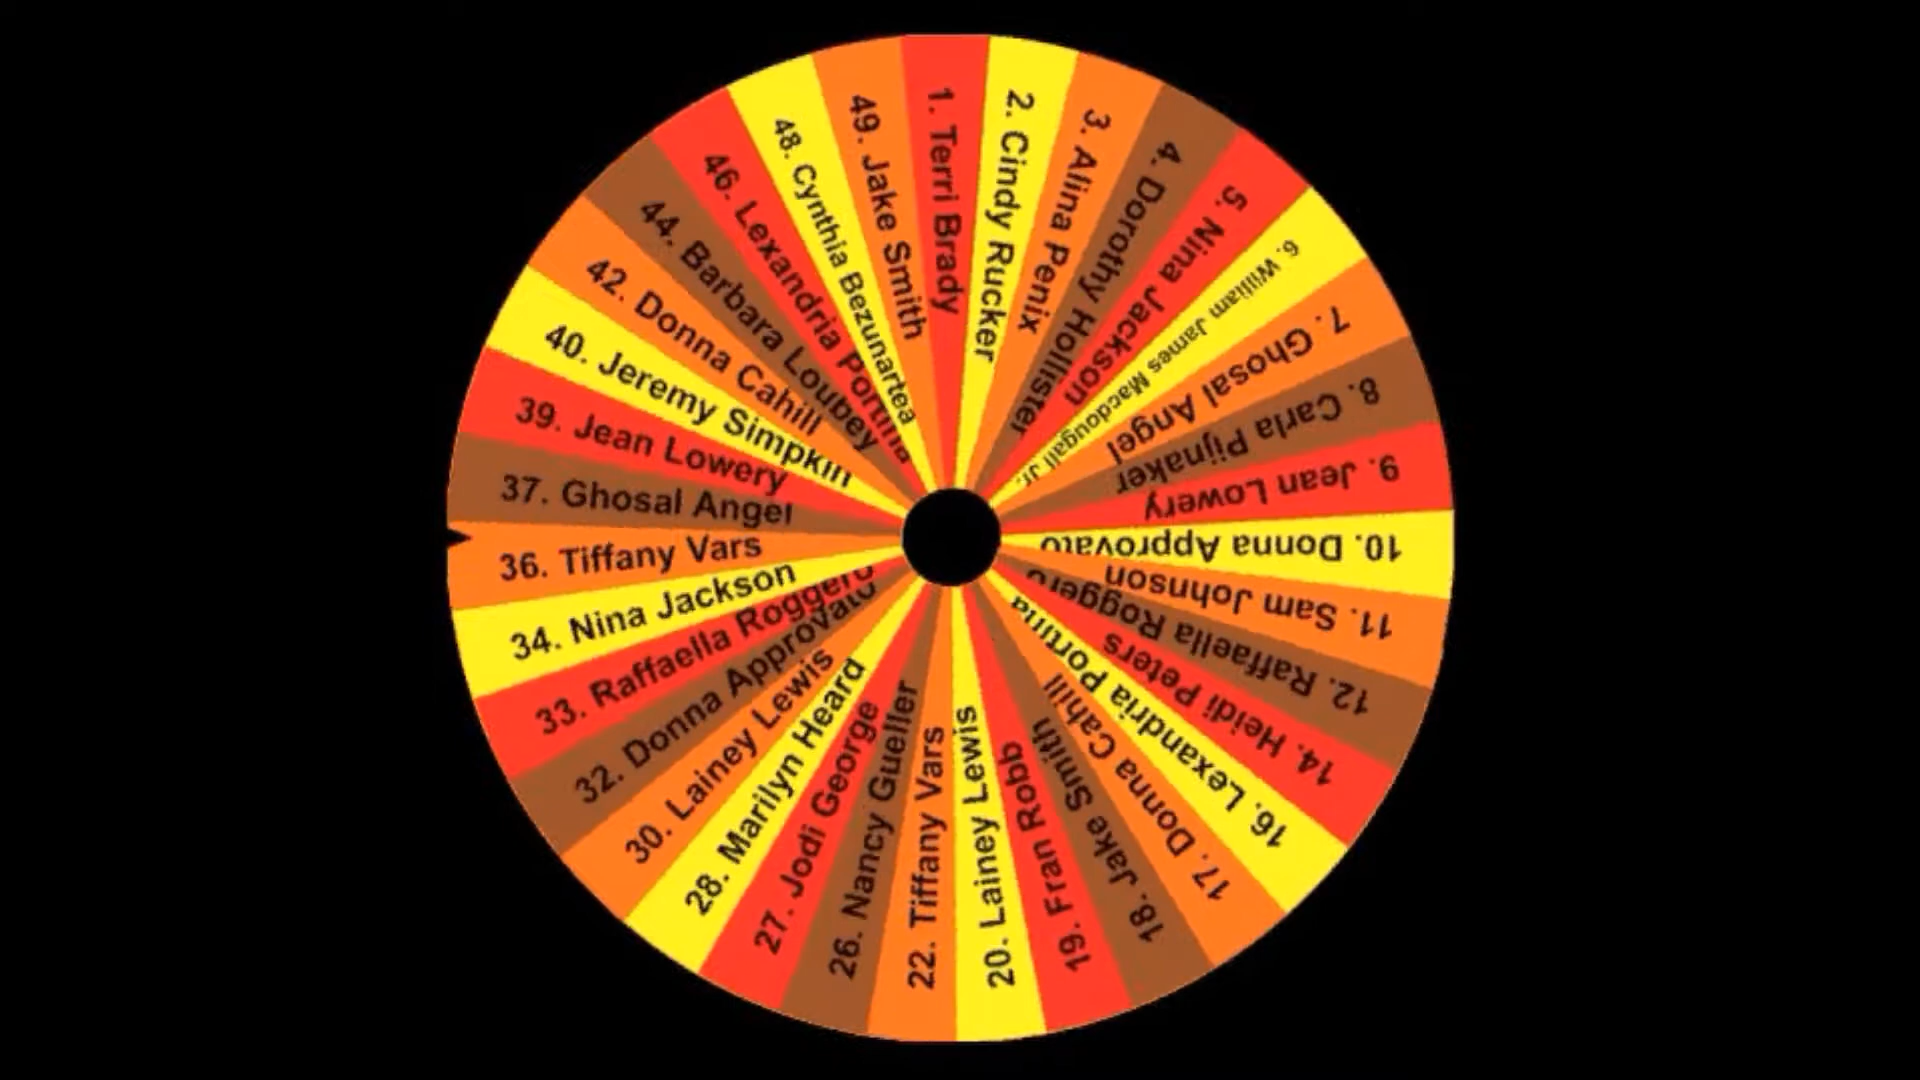 1. Terri Brady
2. Cindy Rucker
3. Alina Penix
4. Dorothy Hollister
5. Nina Jackson
6. William James Macdougall Jr.
7. Ghosal Angel
8. Carla Pijnaker
9. Jean Lowery
10. Donna Approvato
11. Sam Johnson
12. Raffaella Roggero
14. Heidi Peters
16. Lexandria Portina
17. Donna Cahill
18. Jake Smith
19. Fran Robb
20. Lainey Lewis
22. Tiffany Vars
26. Nancy Gueller
27. Jodi George
28. Marilyn Heard
30. Lainey Lewis
32. Donna Approvato
33. Raffaella Roggero
34. Nina Jackson
36. Tiffany Vars
37. Ghosal Angel
39. Jean Lowery
40. Jeremy Simpkin
42. Donna Cahill
44. Barbara Loubey
46. Lexandria Portina
48. Cynthia Bezunartea
49. Jake Smith